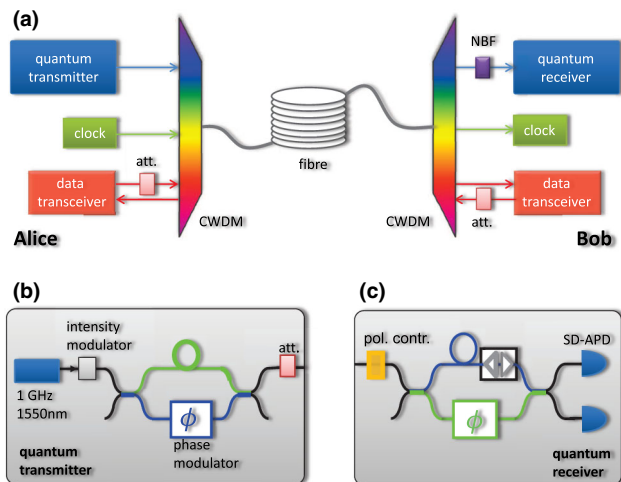 (a)
NBF
quantum
transmitter
quantum
receiver
clock
fibre
clock
att.
data
transceiver
data
transceiver
att.
CWDM
CWDM
Alice
Bob
(b)
intensity
modulator
att.
1 GHz
1550nm
ϕ
phase
modulator
quantum
transmitter
(c)
pol. contr.
SD-APD
ϕ
quantum
receiver